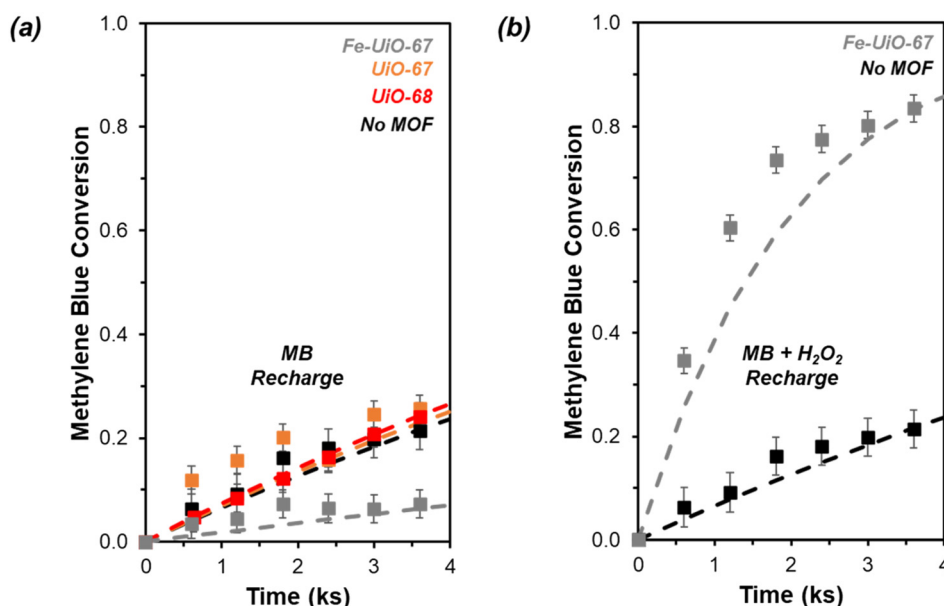 (a)
Methylene Blue Conversion
1.0
0.8
0.6
0.4
0.2
0.0
Fe-UiO-67
UiO-67
UiO-68
No MOF
MB
Recharge
0 1 2 3 4
Time (ks)
(b)
Methylene Blue Conversion
1.0
0.8
0.6
0.4
0.2
0.0
Fe-UiO-67
No MOF
MB + H₂O₂
Recharge
0 1 2 3 4
Time (ks)